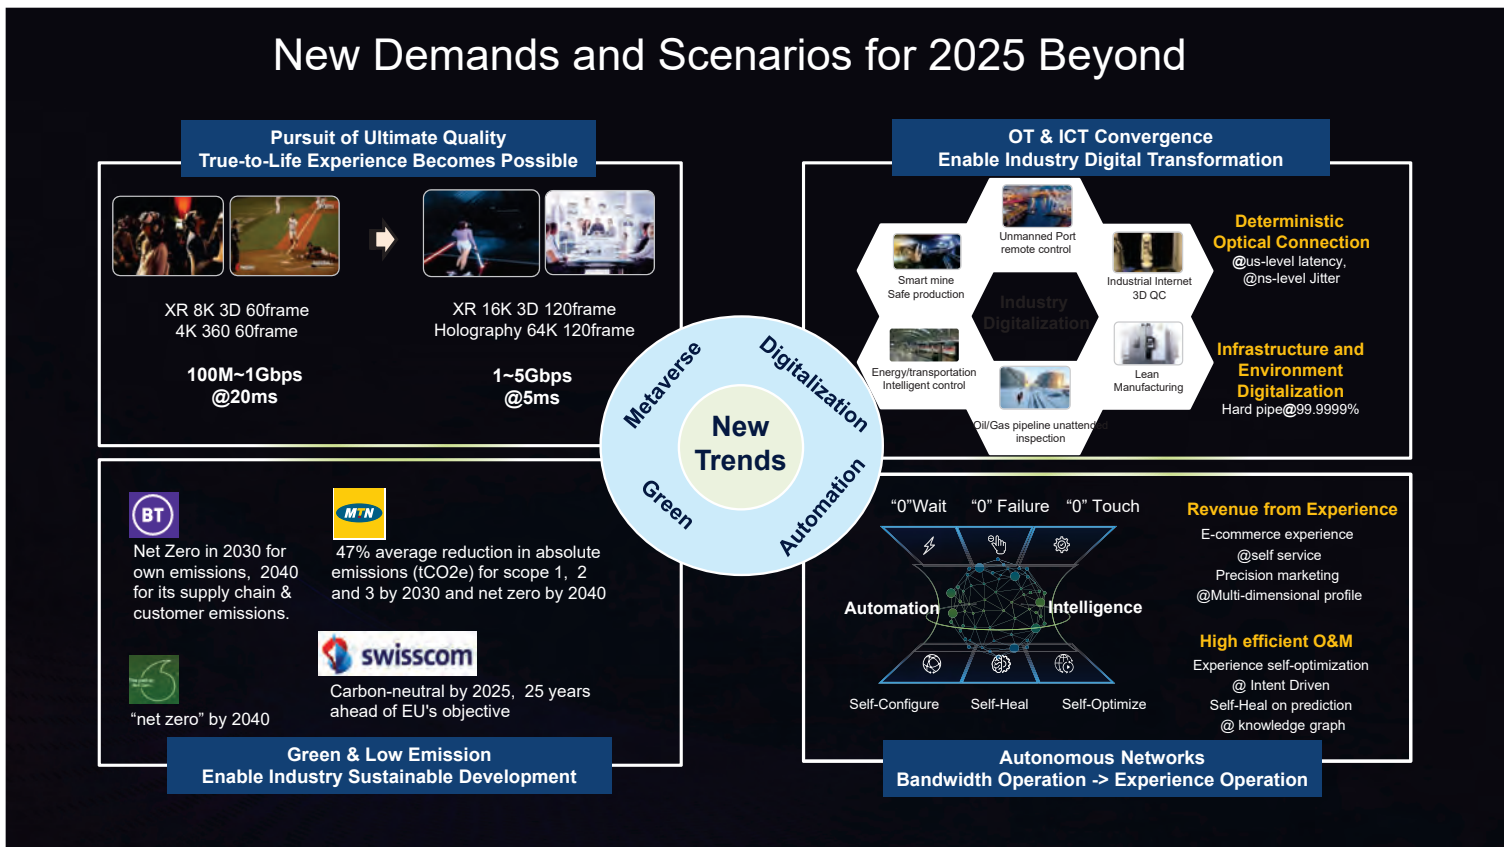 New Demands and Scenarios for 2025 Beyond
Pursuit of Ultimate Quality
True-to-Life Experience Becomes Possible
XR 8K 3D 60frame
4K 360 60frame
100M~1Gbps
@20ms
XR 16K 3D 120frame
Holography 64K 120frame
1~5Gbps
@5ms
OT & ICT Convergence
Enable Industry Digital Transformation
Unmanned Port
remote control
Smart mine
Safe production
Industrial Internet
3D QC
Industry
Digitalization
Energy/transportation
Intelligent control
Lean
Manufacturing
Oil/Gas pipeline unattended
inspection
Deterministic
Optical Connection
@us-level latency,
@ns-level Jitter
Infrastructure and
Environment
Digitalization
Hard pipe@99.9999%
Metaverse
Digitalization
New
Trends
Green
Automation
BT
Net Zero in 2030 for
own emissions, 2040
for its supply chain &
customer emissions.
MTN
47% average reduction in absolute
emissions (tCO2e) for scope 1, 2
and 3 by 2030 and net zero by 2040
“net zero” by 2040
swisscom
Carbon-neutral by 2025, 25 years
ahead of EU's objective
Green & Low Emission
Enable Industry Sustainable Development
“0”Wait
“0” Failure
“0” Touch
Automation
Intelligence
Self-Configure
Self-Heal
Self-Optimize
Revenue from Experience
E-commerce experience
@self service
Precision marketing
@Multi-dimensional profile
High efficient O&M
Experience self-optimization
@ Intent Driven
Self-Heal on prediction
@ knowledge graph
Autonomous Networks
Bandwidth Operation -> Experience Operation